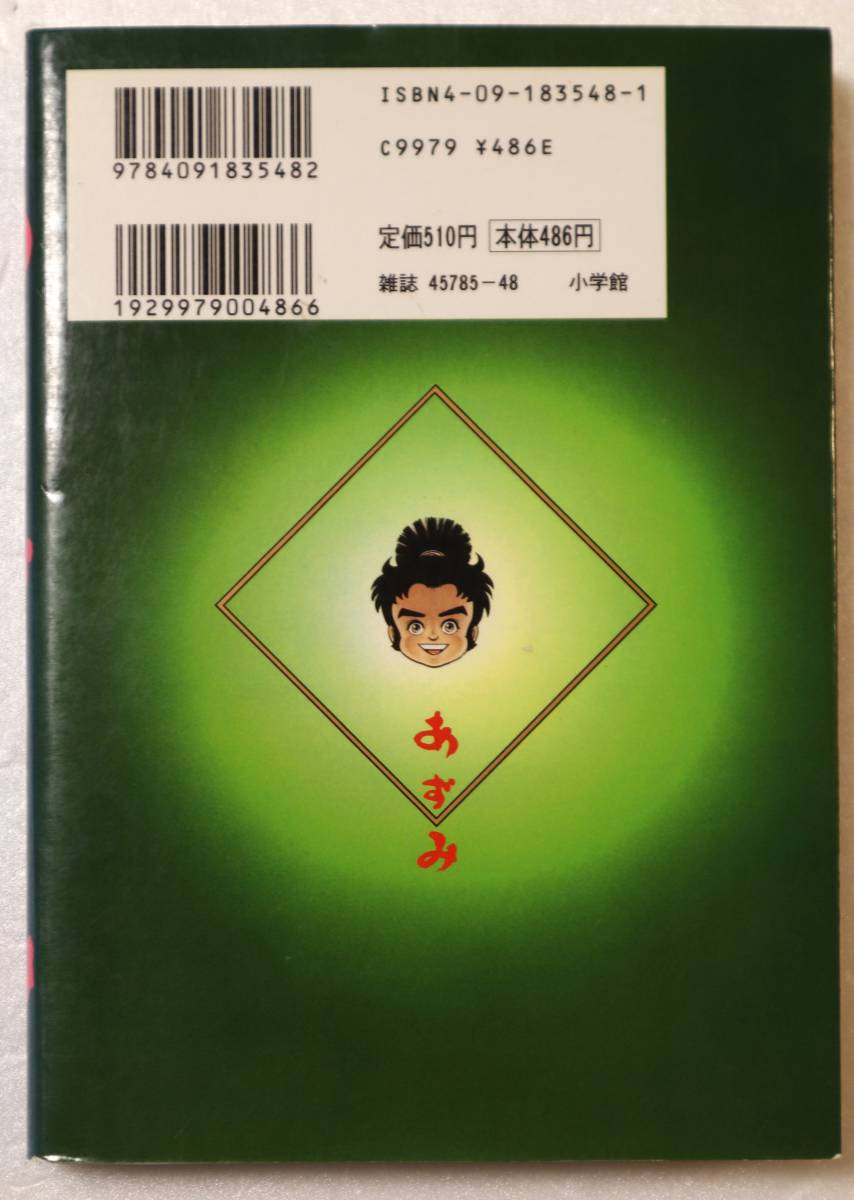 ISBN4-09-183548-1
9784091835482
C9979 ¥486E
1929979004866
定価510円 本体486円
雑誌 45785-48 小学館
あずみ